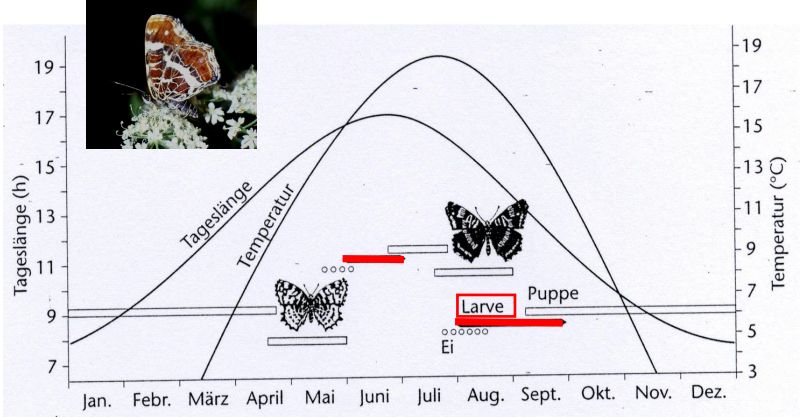 19
17
15
13
11
9
7
Tageslänge (h)
Tageslänge
Temperatur
19
17
15
13
11
9
7
5
3
Temperatur (°C)
Larve
Puppe
Ei
Jan. Febr. März April Mai Juni Juli Aug. Sept. Okt. Nov. Dez.